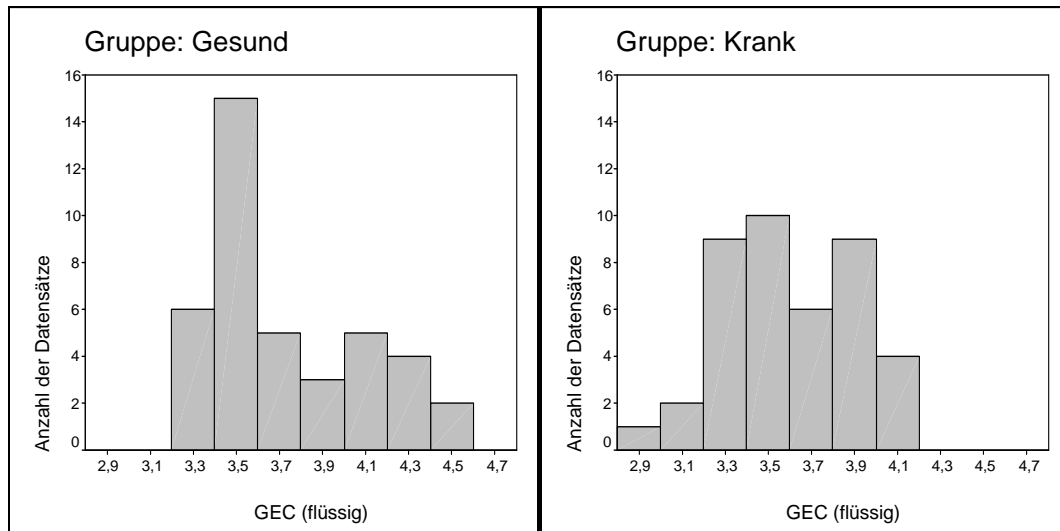 Gruppe: Gesund
16
14
12
10
8
6
4
2
0
Anzahl der Datensätze
2,9 3,1 3,3 3,5 3,7 3,9 4,1 4,3 4,5 4,7
GEC (flüssig)
Gruppe: Krank
16
14
12
10
8
6
4
2
0
Anzahl der Datensätze
2,9 3,1 3,3 3,5 3,7 3,9 4,1 4,3 4,5 4,7
GEC (flüssig)